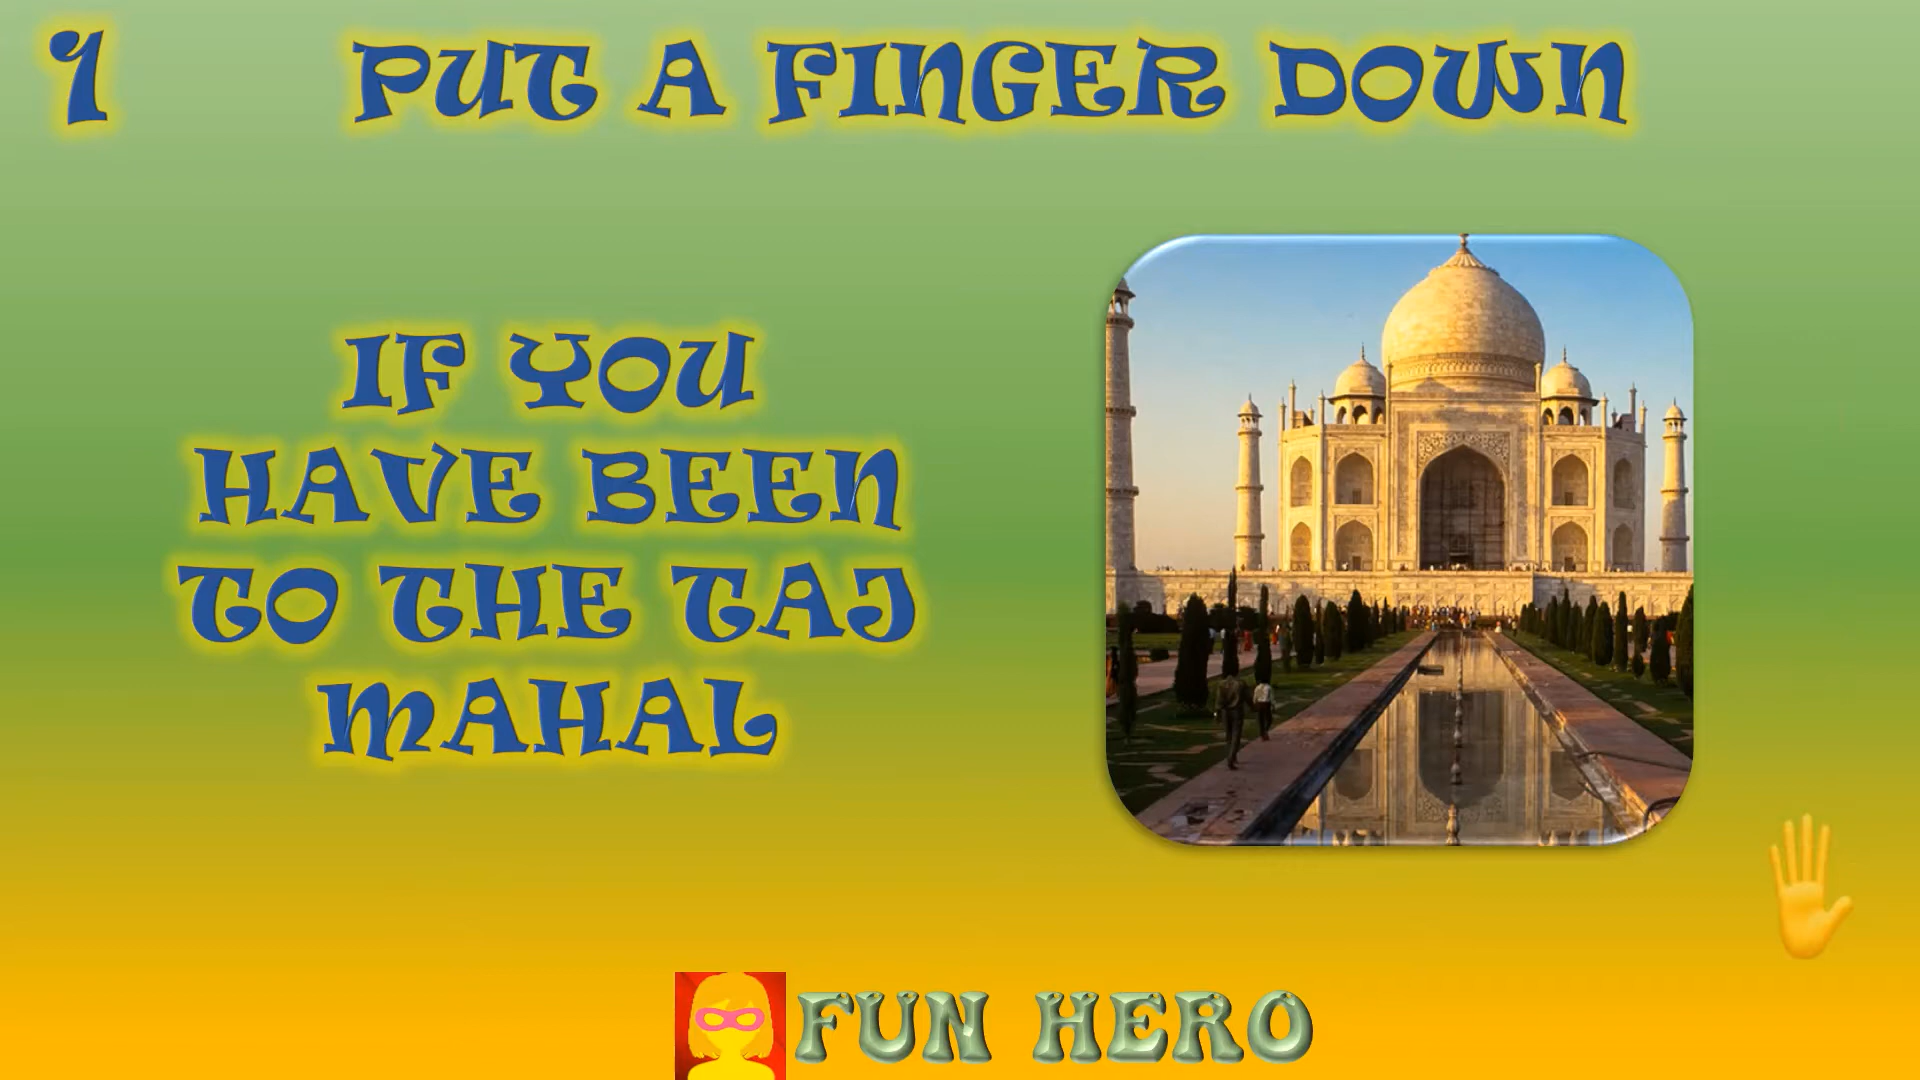 1
PUT A FINGER DOWN
IF YOU
HAVE BEEN
TO THE TAJ
MAHAL
FUN HERO